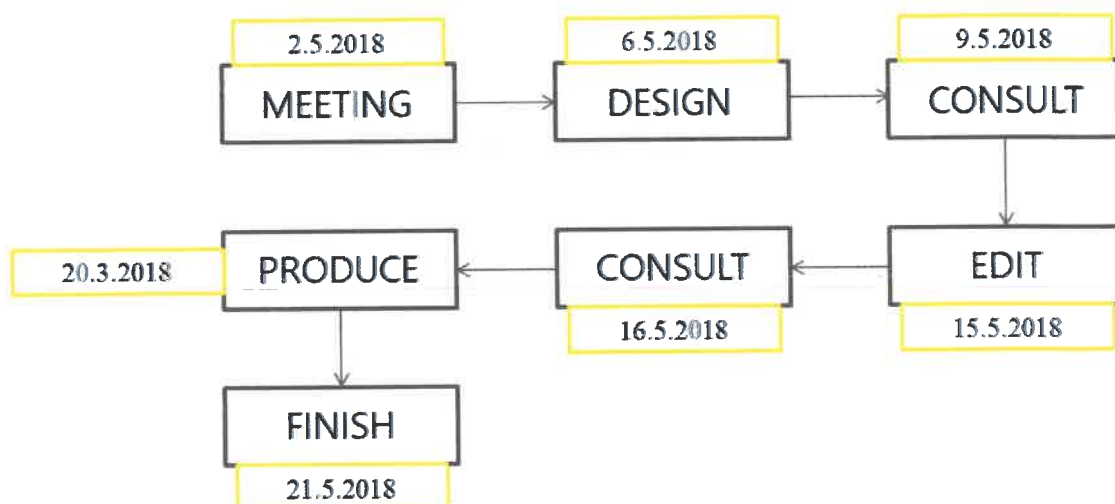 2.5.2018
MEETING
6.5.2018
DESIGN
9.5.2018
CONSULT
EDIT
15.5.2018
CONSULT
16.5.2018
20.3.2018
PRODUCE
FINISH
21.5.2018